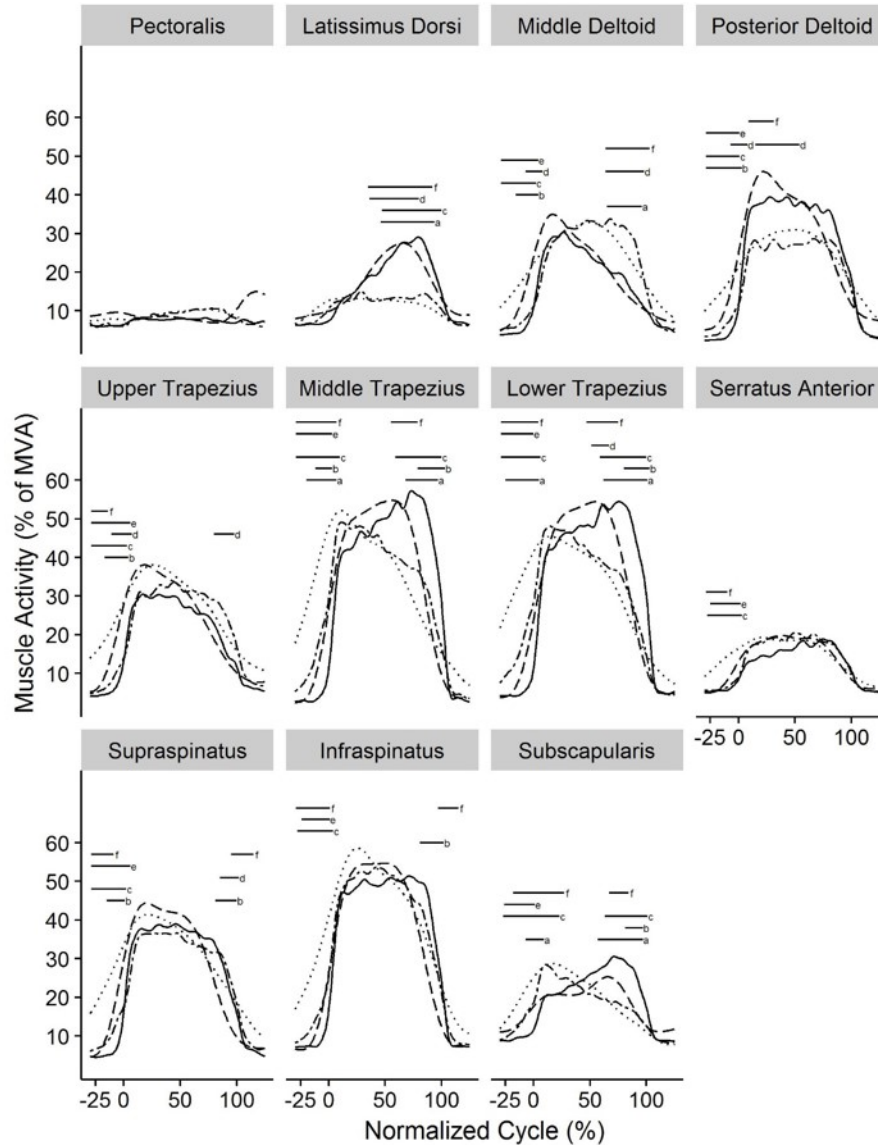 Pectoralis Latissimus Dorsi Middle Deltoid Posterior Deltoid
60
50
40
30
20
10
f
d
c
a
e
d
c
b
f
d
a
f
e
d d
c
b
Upper Trapezius Middle Trapezius Lower Trapezius Serratus Anterior
Muscle Activity (% of MVA)
60
50
40
30
20
10
f
e
d d
c
b
f f
e
c c
b b
a a
f f
e
d
c c
b
a a
f
e
c
-25 0 50 100
Supraspinatus Infraspinatus Subscapularis
60
50
40
30
20
10
f f
e
d
c
b b
f f
e
c
b
f f
e
c c
b
a a
-25 0 50 100 -25 0 50 100 -25 0 50 100
Normalized Cycle (%)